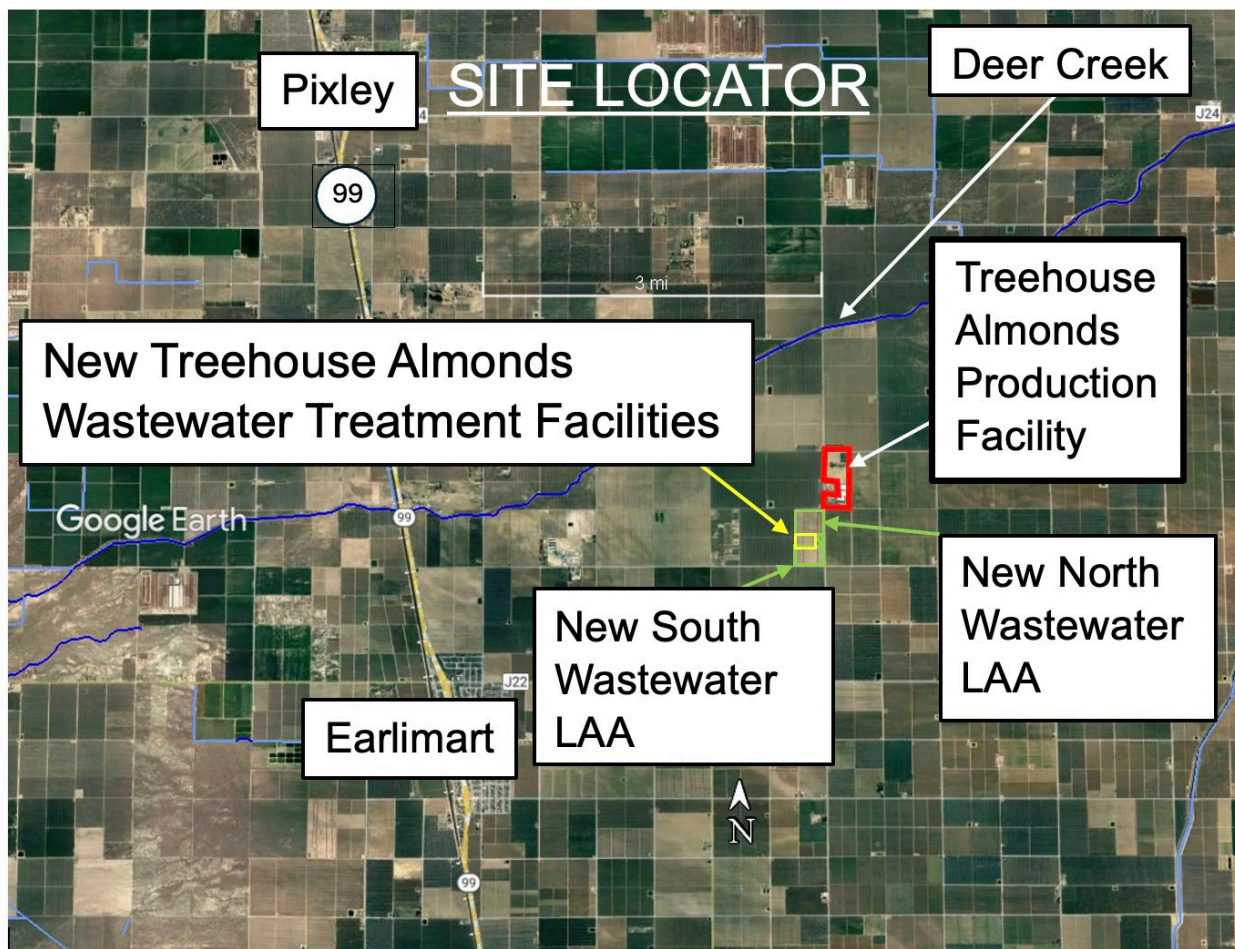 Pixley
SITE LOCATOR
Deer Creek
J24
4
99
Treehouse
Almonds
Production
Facility
3 mi
New Treehouse Almonds
Wastewater Treatment Facilities
Google Earth
99
New North
Wastewater
LAA
New South
Wastewater
LAA
J22
Earlimart
N
99